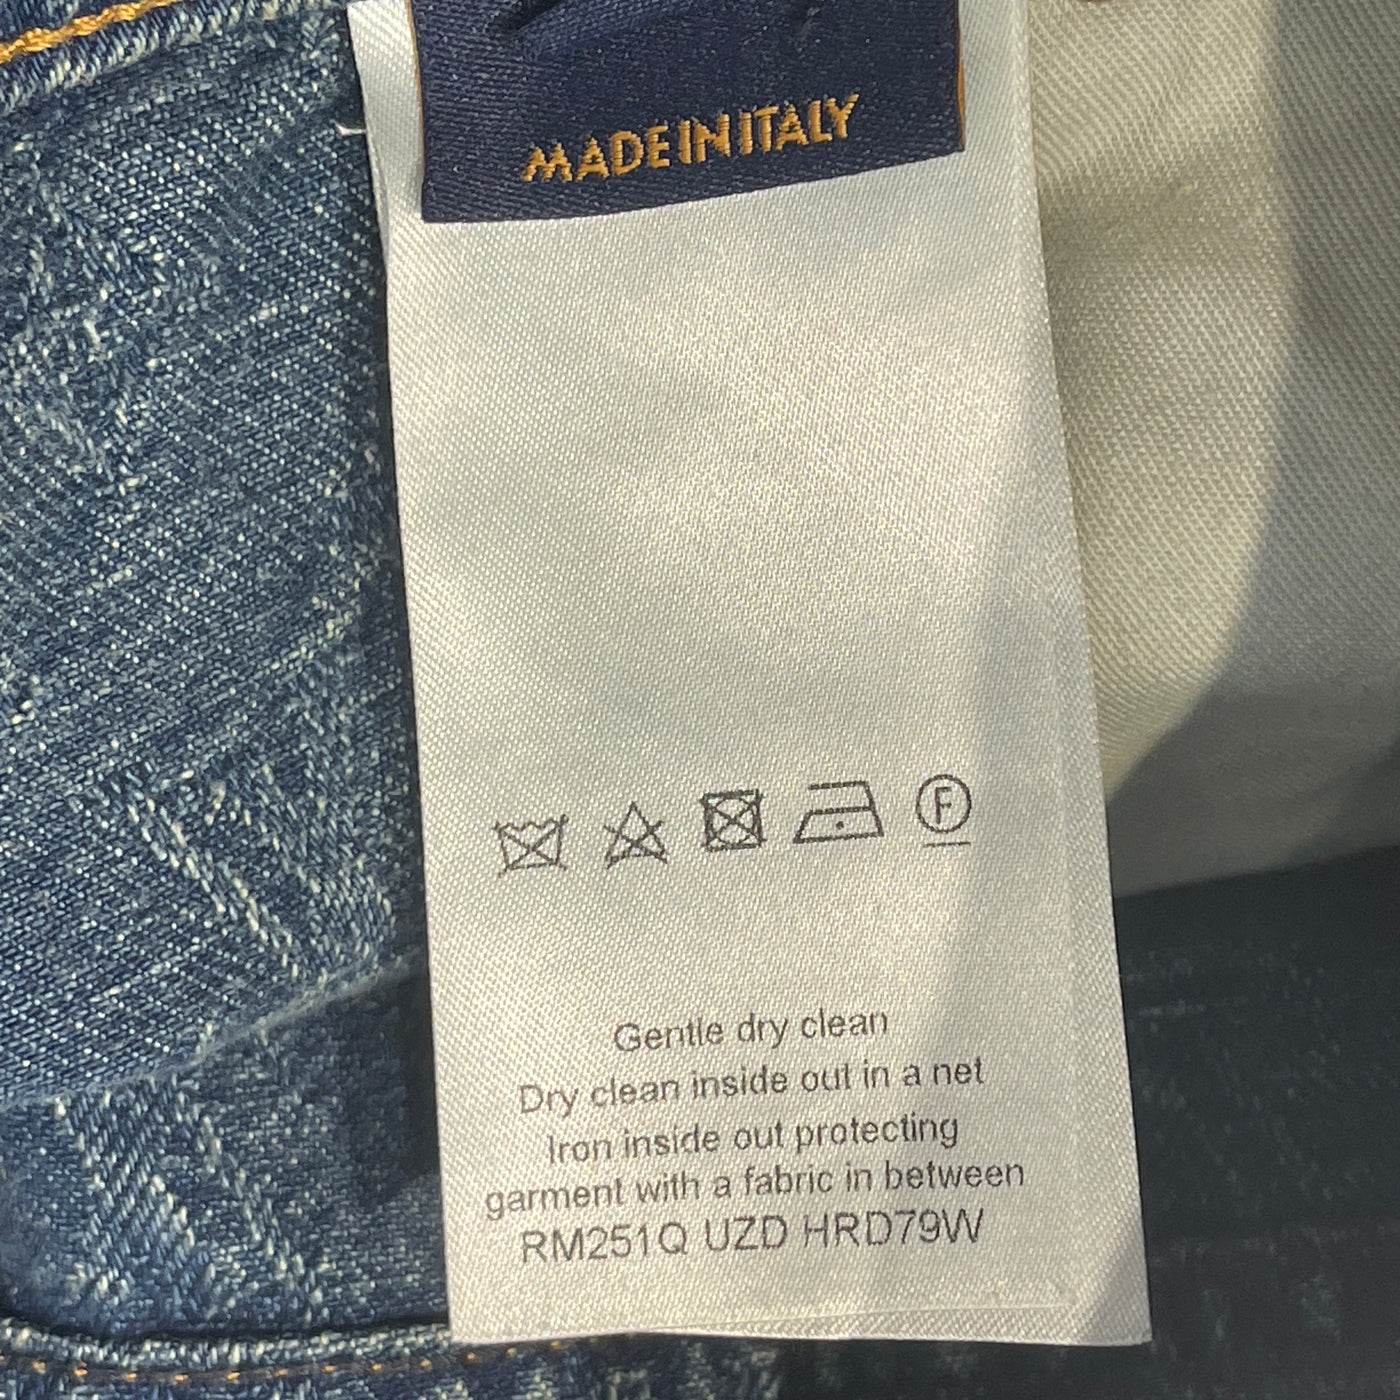 MADE IN ITALY
F
Gentle dry clean
Dry clean inside out in a net
Iron inside out protecting
garment with a fabric in between
RM251Q UZD HRD79W